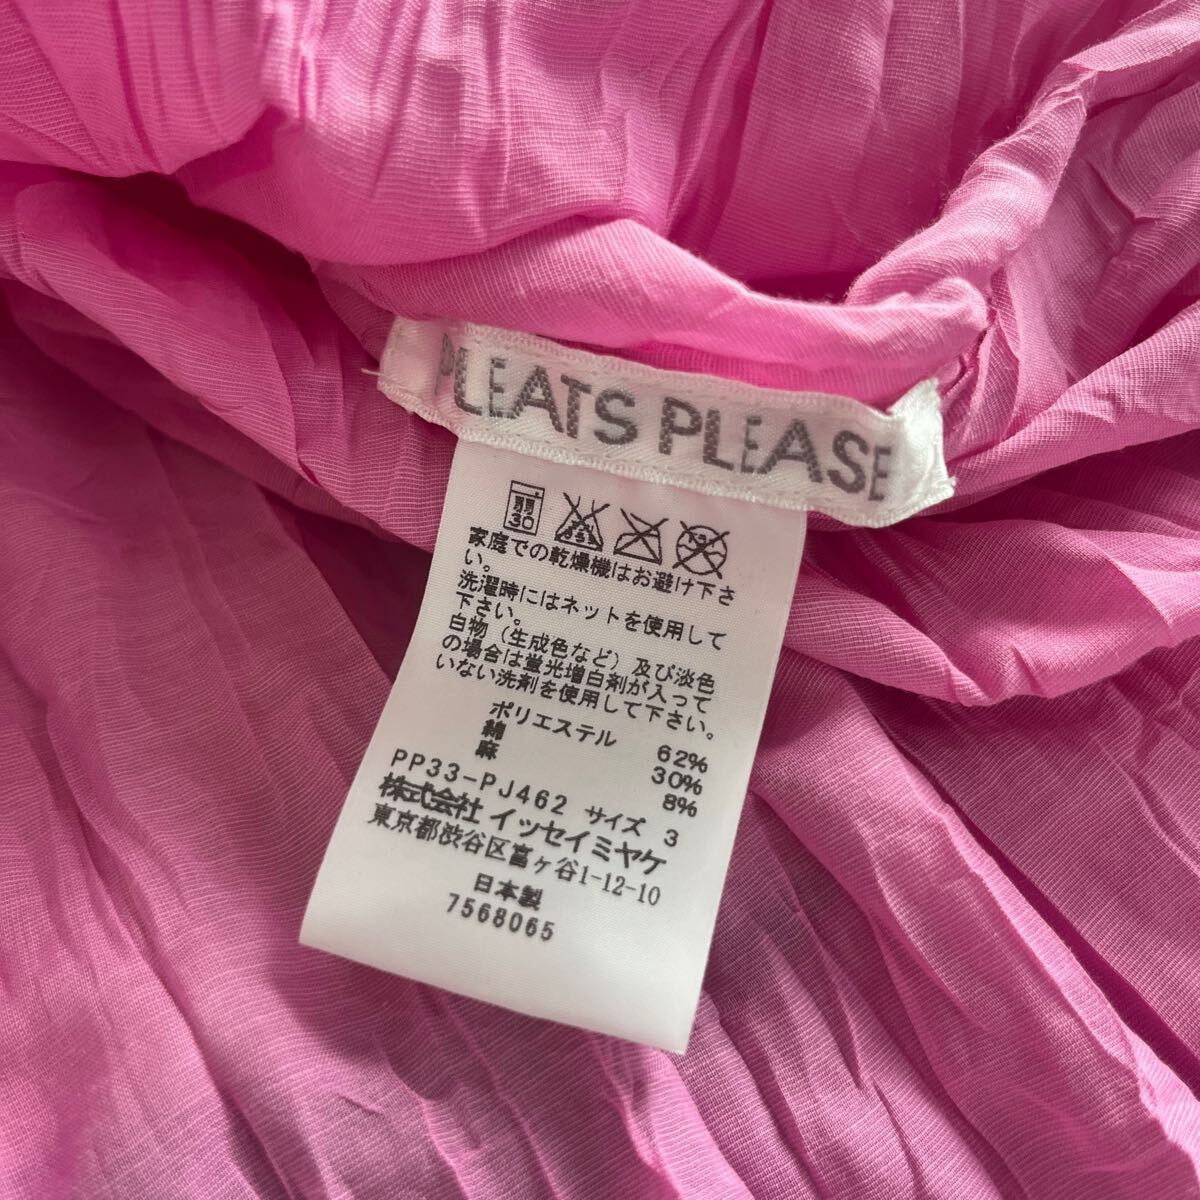 PLEATS PLEASE
弱
30
家庭での乾燥機はお避け下さ
い。
洗濯時にはネットを使用して
下さい。
白物（生成色など）及び淡色
の場合は蛍光増白剤が入って
いない洗剤を使用して下さい。
ポリエステル 62%
綿 30%
麻 8%
PP33-PJ462 サイズ 3
株式会社 イッセイミヤケ
東京都渋谷区富ヶ谷1-12-10
日本製
7568065